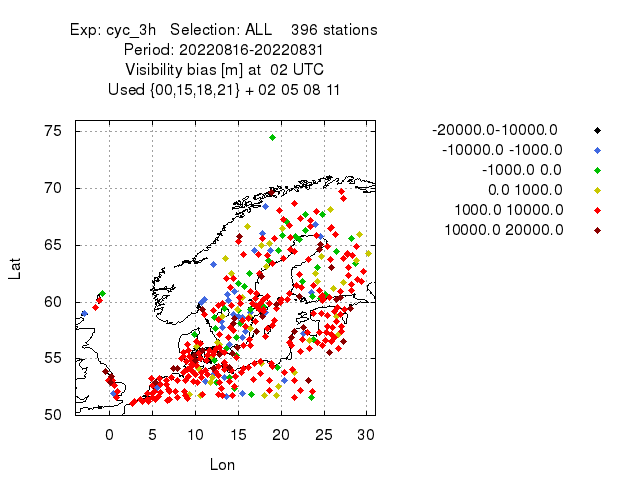 Exp: cyc_3h   Selection: ALL    396 stations
Period: 20220816-20220831
Visibility bias [m] at  02 UTC
Used {00,15,18,21} + 02 05 08 11
-20000.0-10000.0
-10000.0 -1000.0
-1000.0 0.0
0.0 1000.0
1000.0 10000.0
10000.0 20000.0
75
70
65
60
55
50
Lat
0 5 10 15 20 25 30
Lon